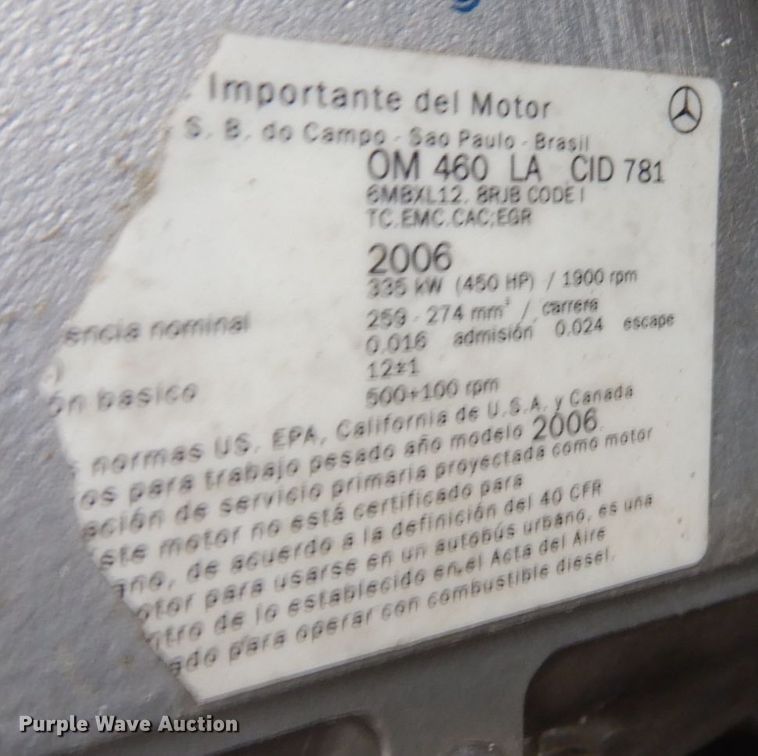 Importante del Motor
S. B. do Campo - Sao Paulo - Brasil
OM 460 LA CID 781
6MBXL12. 8RJB CODE I
TC.EMC.CAC;EGR
2006
335 kW (450 HP) / 1900 rpm
encia nominal 259 - 274 mm³ / carrera
0.016 admisión 0.024 escape
) 12±1
ón basico 500+100 rpm
normas US. EPA, California de U.S.A. y Canada
os para trabajo pesado año modelo 2006.
ación de servicio primaria proyectada como motor
ste motor no está certificado para
ano, de acuerdo a la definición del 40 CFR
otor para usarse en un autobús urbano, es una
ntro de lo establecido en el Acta del Aire
ado para operar con combustible diesel.
Purple Wave Auction